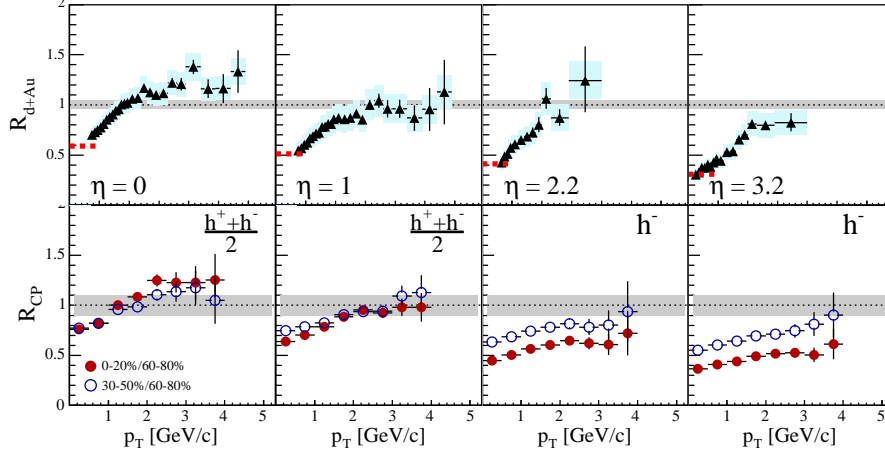 2
1.5
1
0.5
0
R_{d+Au}
η = 0
η = 1
η = 2.2
η = 3.2
1.5
1
0.5
0
R_{CP}
h⁺+h⁻
2
h⁺+h⁻
2
h⁻
h⁻
0-20%/60-80%
30-50%/60-80%
1 2 3 4 5
1 2 3 4 5
1 2 3 4 5
1 2 3 4 5
p_T [GeV/c]
p_T [GeV/c]
p_T [GeV/c]
p_T [GeV/c]